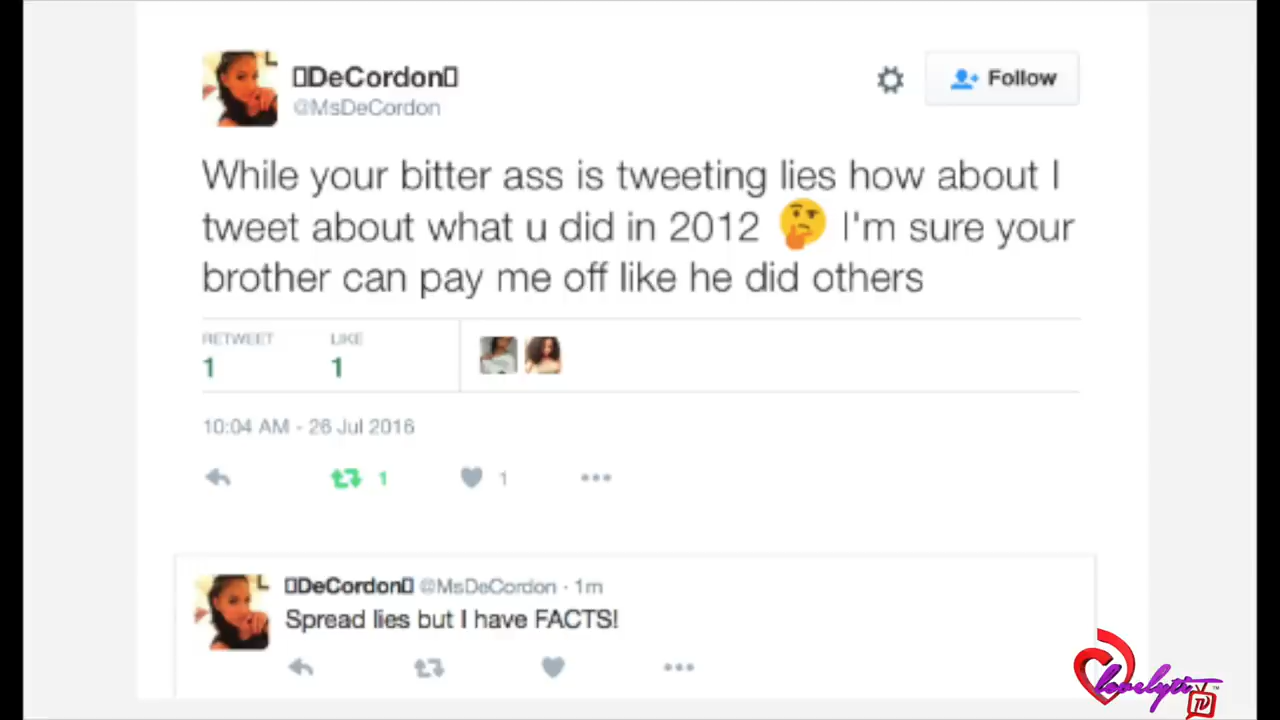 ▯DeCordon▯
@MsDeCordon
Follow
While your bitter ass is tweeting lies how about I
tweet about what u did in 2012 🤔 I'm sure your
brother can pay me off like he did others
RETWEET LIKE
1 1
10:04 AM - 26 Jul 2016
1 1
▯DeCordon▯ @MsDeCordon · 1m
Spread lies but I have FACTS!
lovelyti
TV